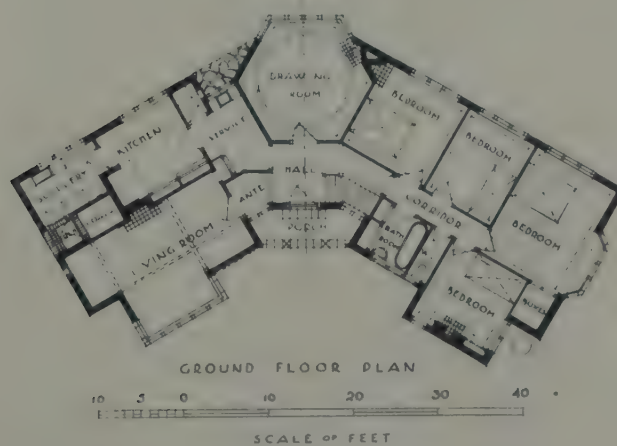 DRAWING
ROOM
BEDROOM
BEDROOM
BEDROOM
KITCHEN
SERVICE
HALL
ANTE
PORCH
CORRIDOR
BATH
ROOM
LIVING ROOM
BEDROOM
GROUND FLOOR PLAN
10 5 0 10 20 30 40
SCALE OF FEET